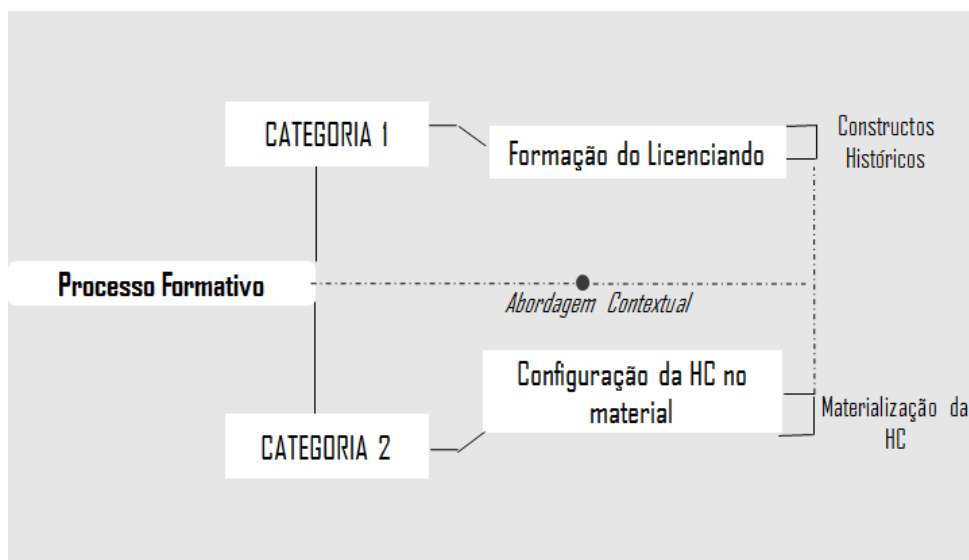 CATEGORIA 1
Formação do Licenciando
Constructos
Históricos
Processo Formativo
Abordagem Contextual
Configuração da HC no
material
CATEGORIA 2
Materialização da
HC